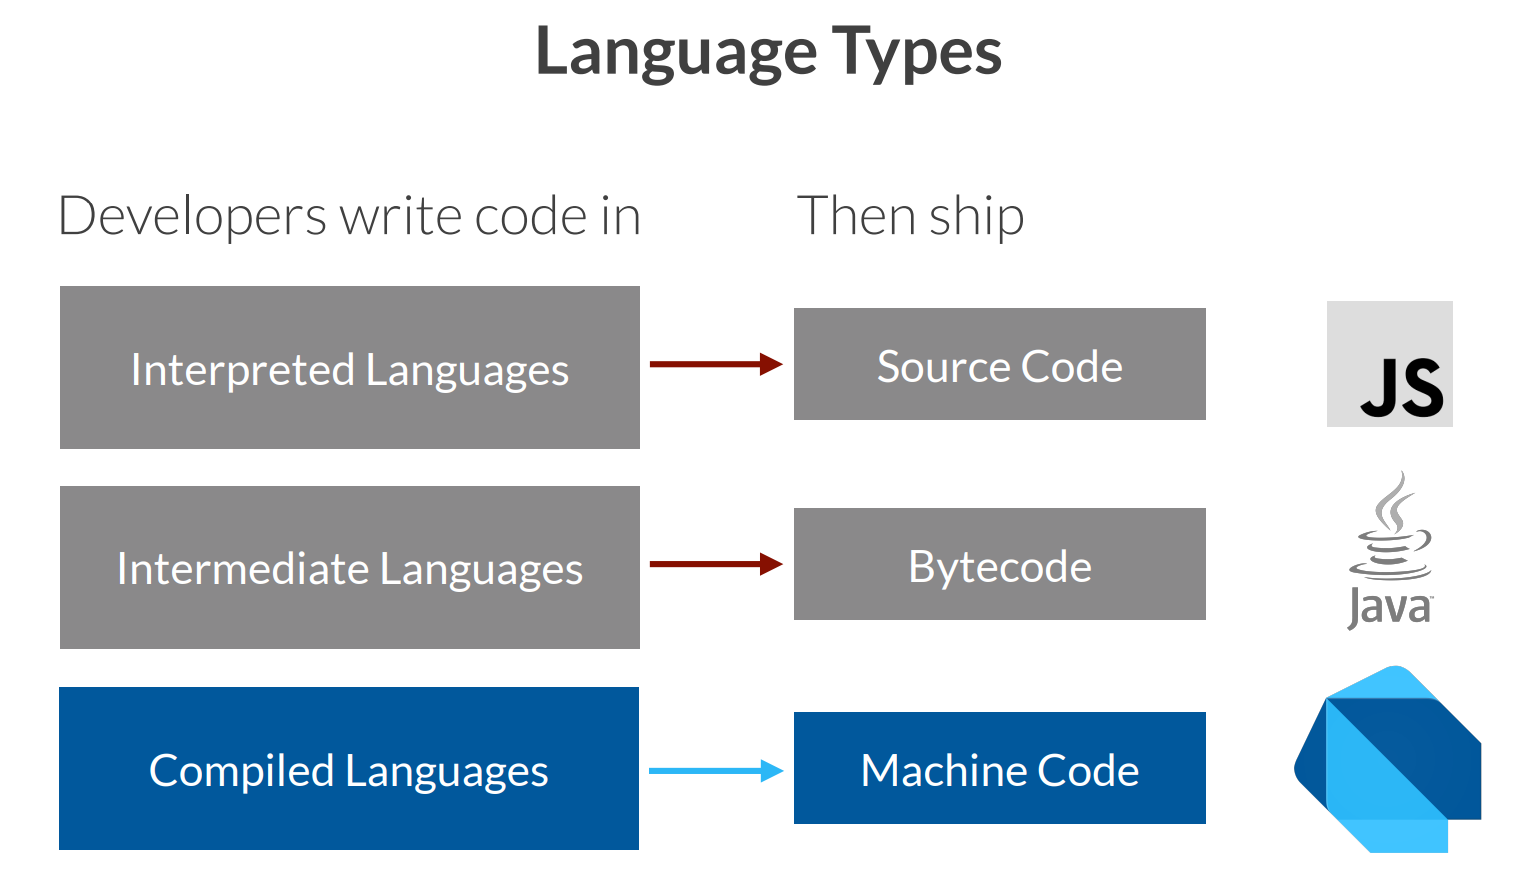 Language Types
Developers write code in
Then ship
Interpreted Languages
Source Code
JS
Intermediate Languages
Bytecode
Java
Compiled Languages
Machine Code